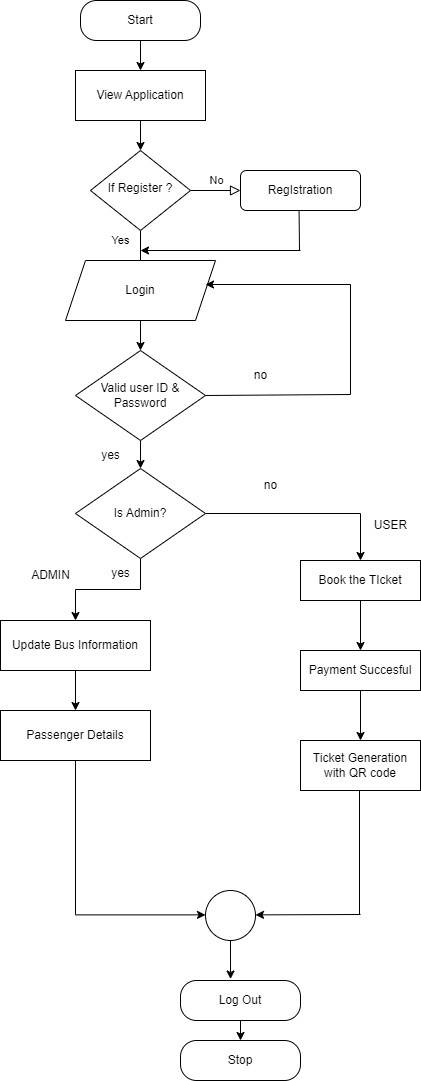 Start
View Application
If Register ?
No
RegIstration
Yes
Login
Valid user ID &
Password
no
yes
Is Admin?
no
USER
ADMIN
yes
Book the TIcket
Update Bus Information
Payment Succesful
Passenger Details
Ticket Generation
with QR code
Log Out
Stop